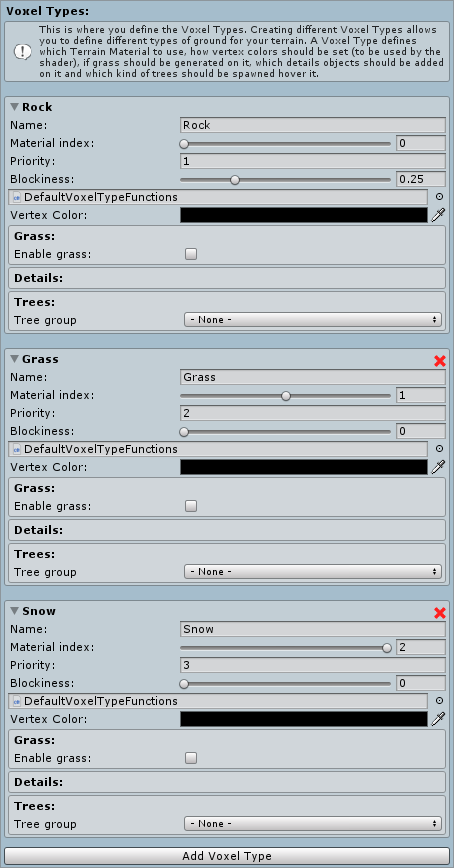 Voxel Types:
This is where you define the Voxel Types. Creating different Voxel Types allows
you to define different types of ground for your terrain. A Voxel Type defines
which Terrain Material to use, how vertex colors should be set (to be used by the
shader), if grass should be generated on it, which details objects should be added
on it and which kind of trees should be spawned hover it.
Rock
Name: Rock
Material index: 0
Priority: 1
Blockiness: 0.25
DefaultVoxelTypeFunctions
Vertex Color:
Grass:
Enable grass:
Details:
Trees:
Tree group - None -
Grass
Name: Grass
Material index: 1
Priority: 2
Blockiness: 0
DefaultVoxelTypeFunctions
Vertex Color:
Grass:
Enable grass:
Details:
Trees:
Tree group - None -
Snow
Name: Snow
Material index: 2
Priority: 3
Blockiness: 0
DefaultVoxelTypeFunctions
Vertex Color:
Grass:
Enable grass:
Details:
Trees:
Tree group - None -
Add Voxel Type